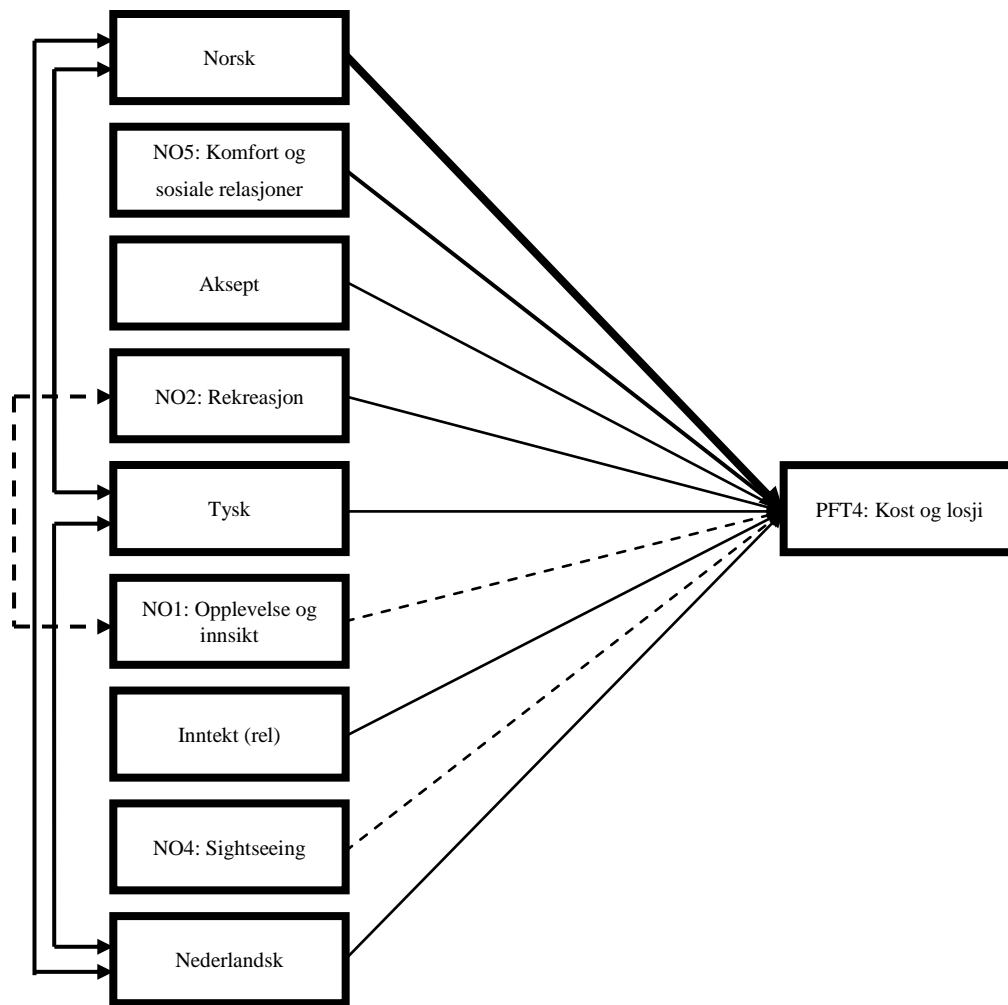 Norsk
NO5: Komfort og
sosiale relasjoner
Aksept
NO2: Rekreasjon
Tysk
PFT4: Kost og losji
NO1: Opplevelse og
innsikt
Inntekt (rel)
NO4: Sightseeing
Nederlandsk